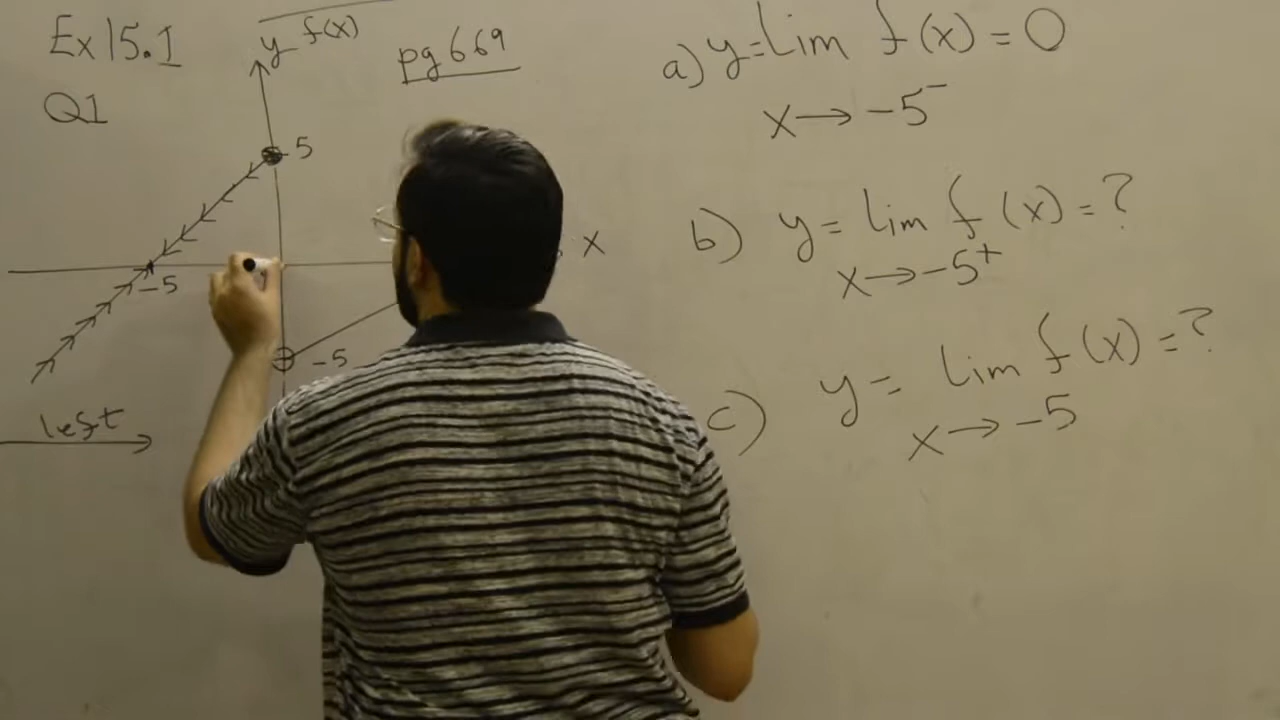 Ex 15.1
Q1
y f(x)
pg 669
5
-5
x
-5
left
a) y = lim f(x) = 0
x → -5⁻
b) y = lim f(x) = ?
x → -5⁺
c) y = lim f(x) = ?
x → -5